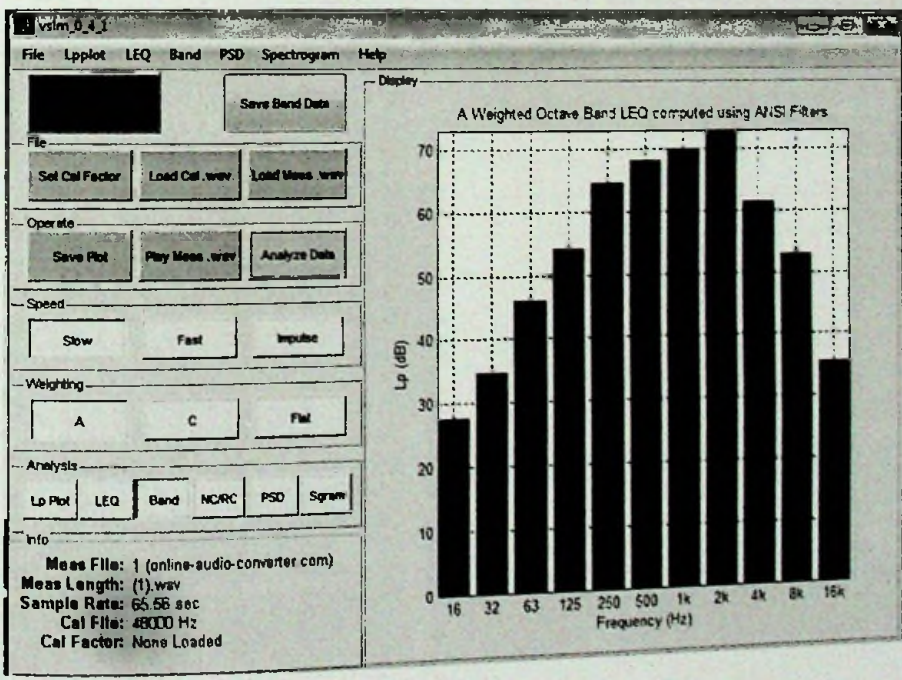 vslm_0_4_1
File Lpplot LEQ Band PSD Spectrogram Help
Save Band Data
File
Set Cal Factor Load Cal .wav Load Meas .wav
Operate
Save Plot Play Meas .wav Analyze Data
Speed
Slow Fast Impulse
Weighting
A C Flat
Analysis
Lp Plot LEQ Band NC/RC PSD Sgram
Info
Meas File: 1 (online-audio-converter com)
Meas Length: (1).wav
Sample Rate: 65.56 sec
Cal File: 48000 Hz
Cal Factor: None Loaded
Display
A Weighted Octave Band LEQ computed using ANSI Filters
70
60
50
40
30
20
10
0
Lp (dB)
16 32 63 125 250 500 1k 2k 4k 8k 16k
Frequency (Hz)